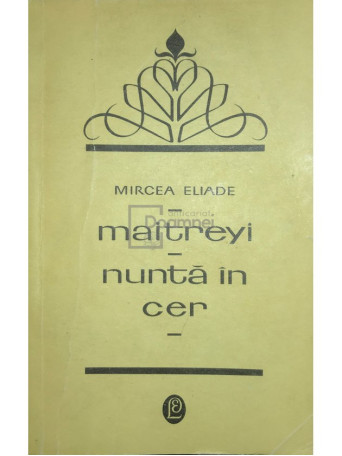 MIRCEA ELIADE
maitreyi
nuntă în
cer